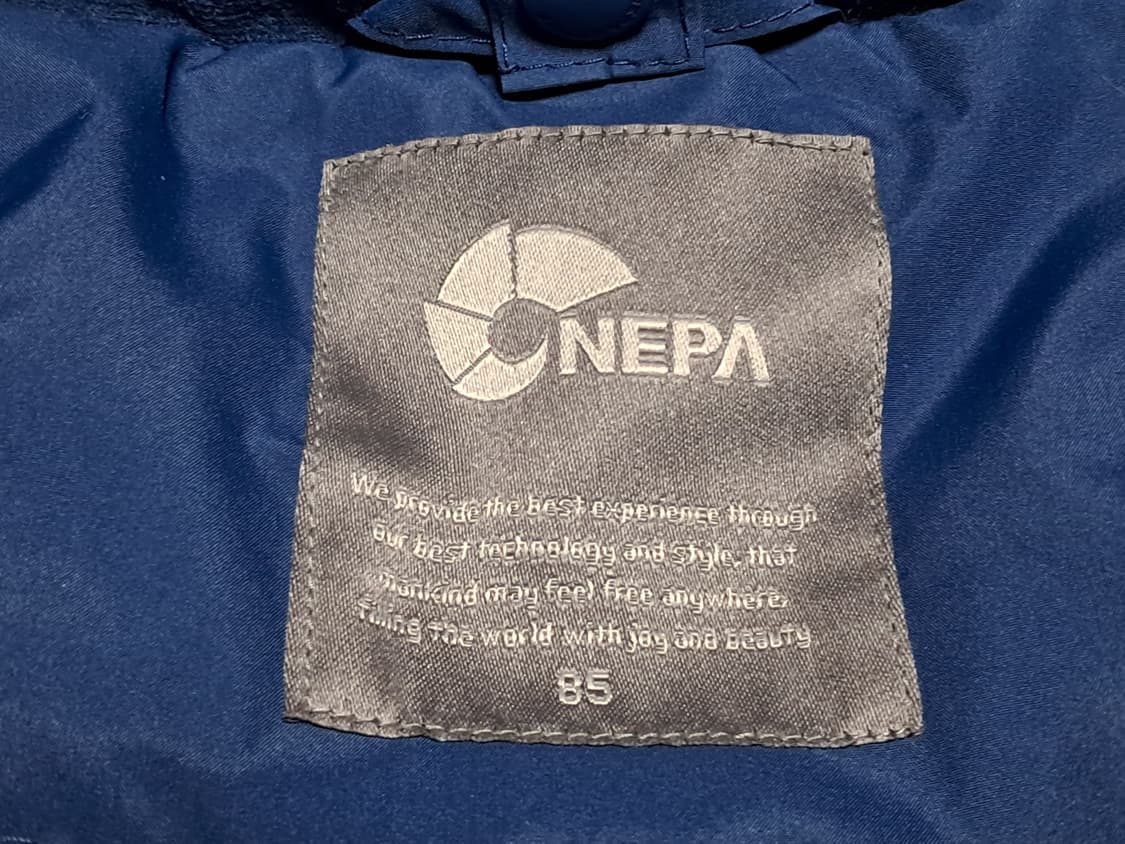 NEPA
We provide the best experience through
our best technology and style, that
mankind may feel free anywhere,
filling the world with joy and beauty
85